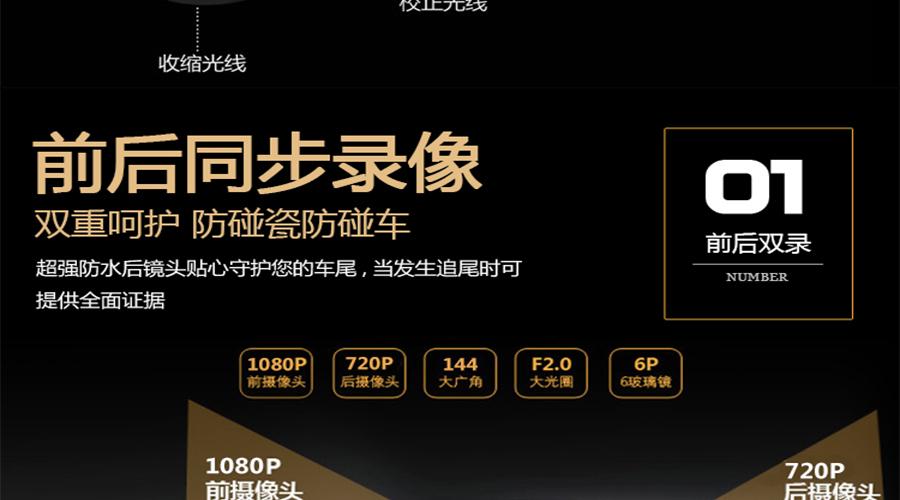 校正光线
收缩光线
前后同步录像
双重呵护 防碰瓷防碰车
超强防水后镜头贴心守护您的车尾，当发生追尾时可
提供全面证据
01
前后双录
NUMBER
1080P
前摄像头
720P
后摄像头
144
大广角
F2.0
大光圈
6P
6玻璃镜
1080P
前摄像头
720P
后摄像头